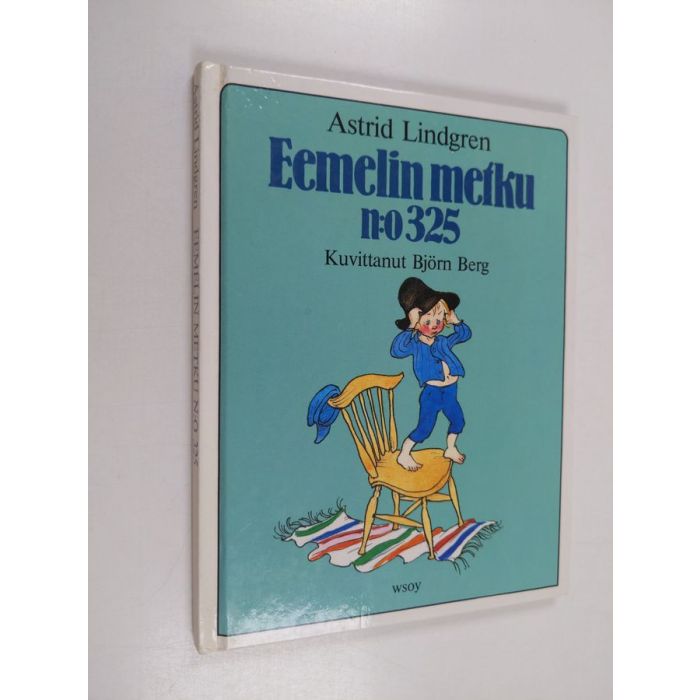 Astrid Lindgren
Eemelin metku
n:o 325
Kuvittanut Björn Berg
wsoy
Astrid Lindgren EEMELIN METKU N:O 325